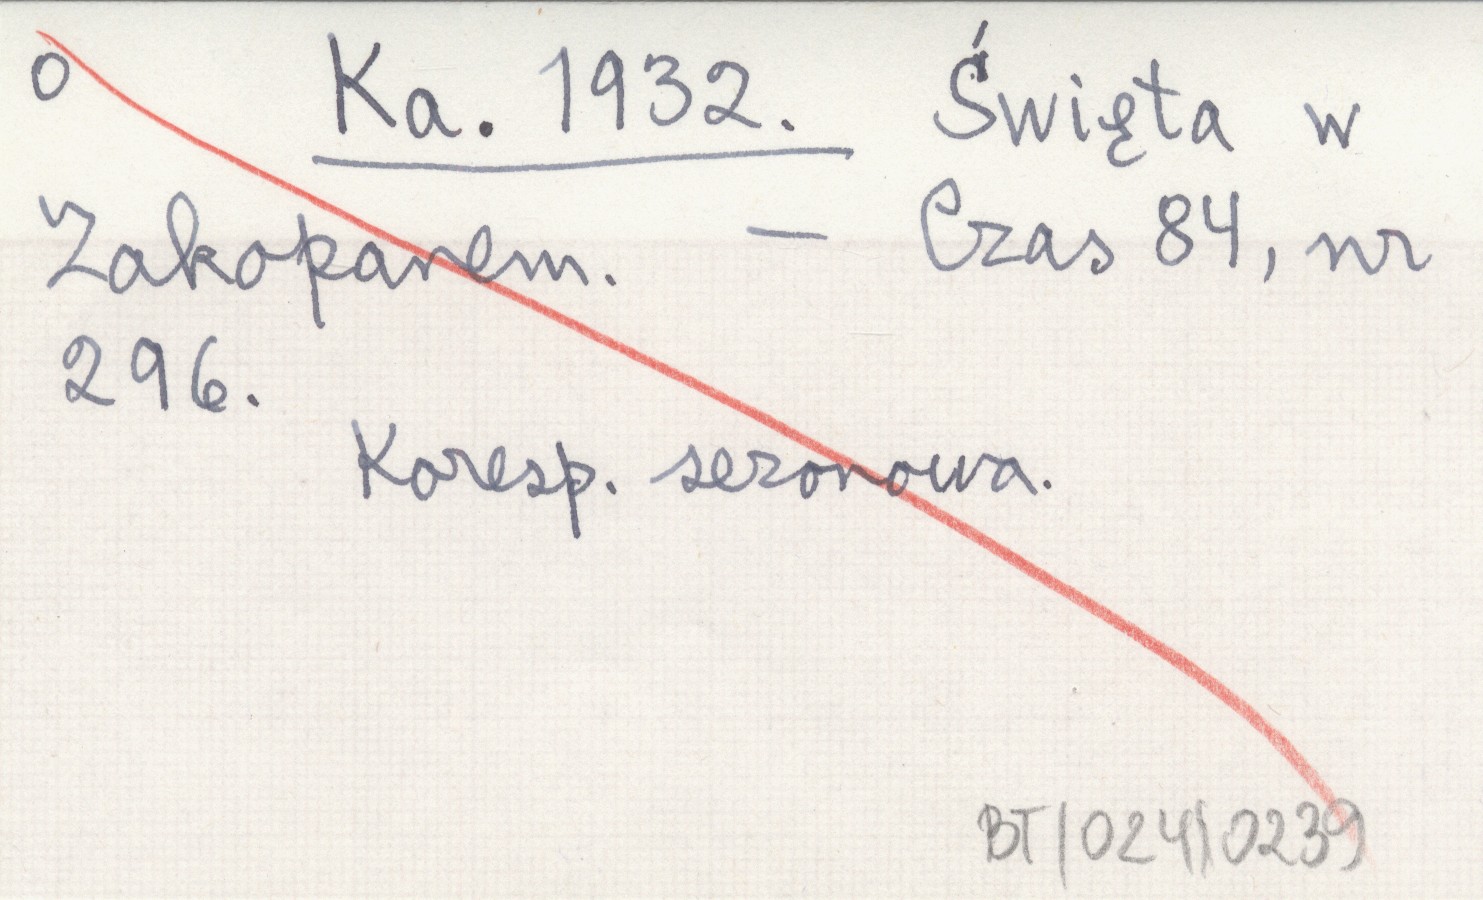 o Ka. 1932. Święta w
Zakopanem. — Czas 84, nr
296.
Koresp. sezonowa.
BT/024/0239